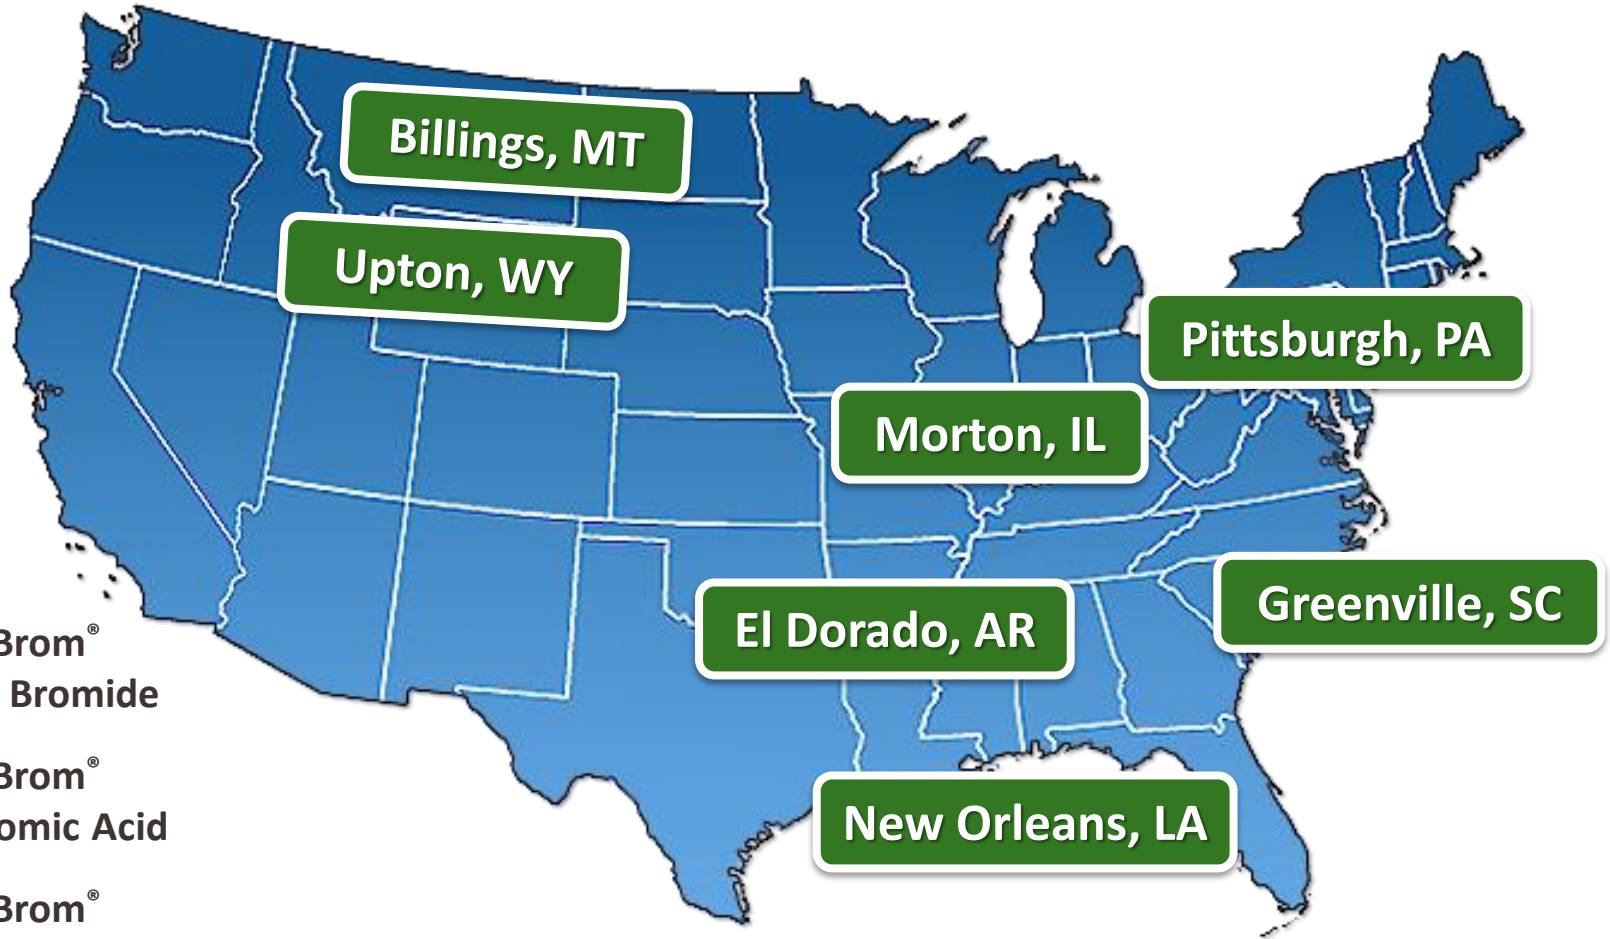 Billings, MT
Upton, WY
Pittsburgh, PA
Morton, IL
Greenville, SC
El Dorado, AR
New Orleans, LA
Brom®
Bromide
Brom®
omic Acid
Brom®